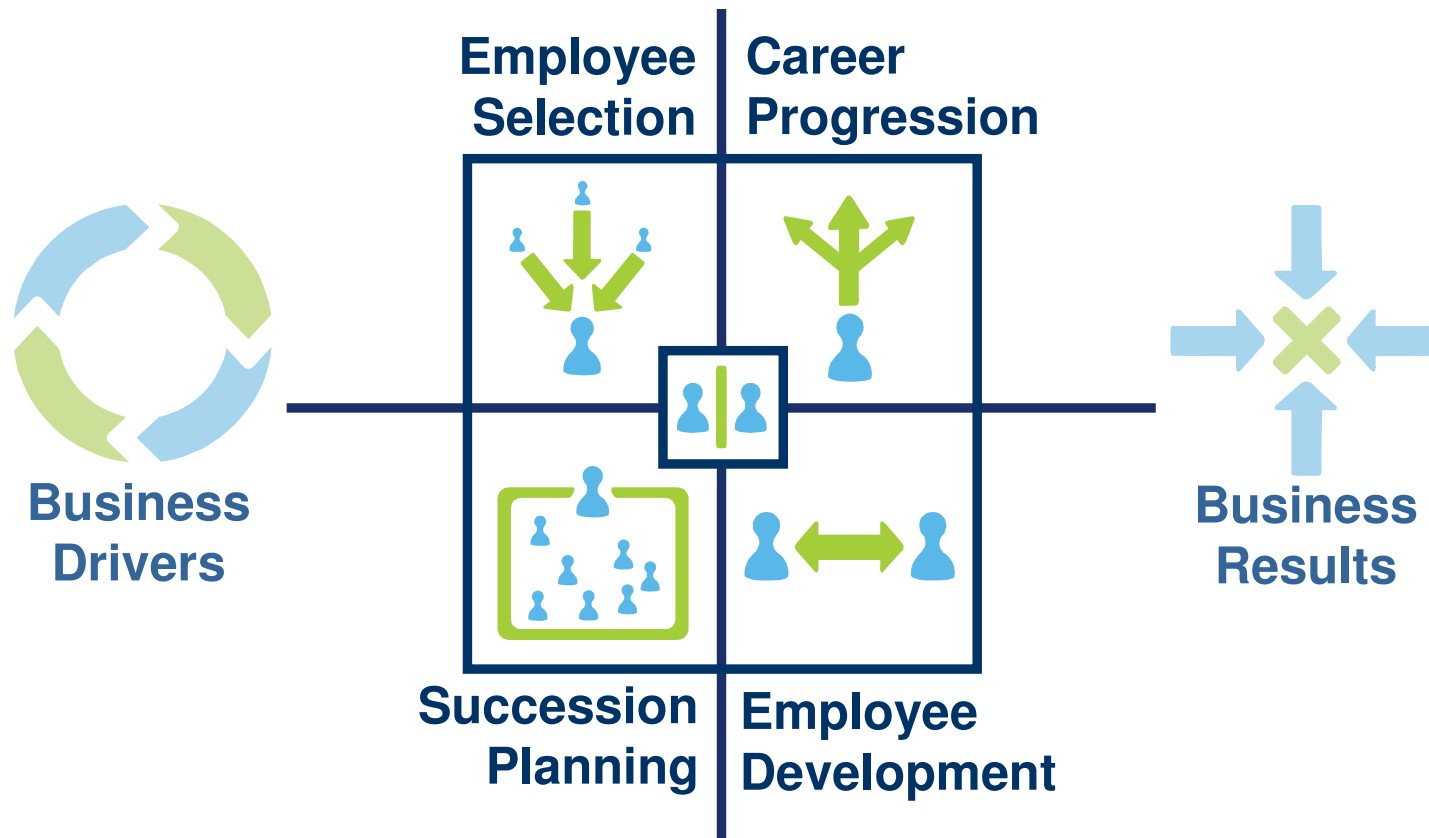 Employee
Selection
Career
Progression
Business
Drivers
Business
Results
Succession
Planning
Employee
Development